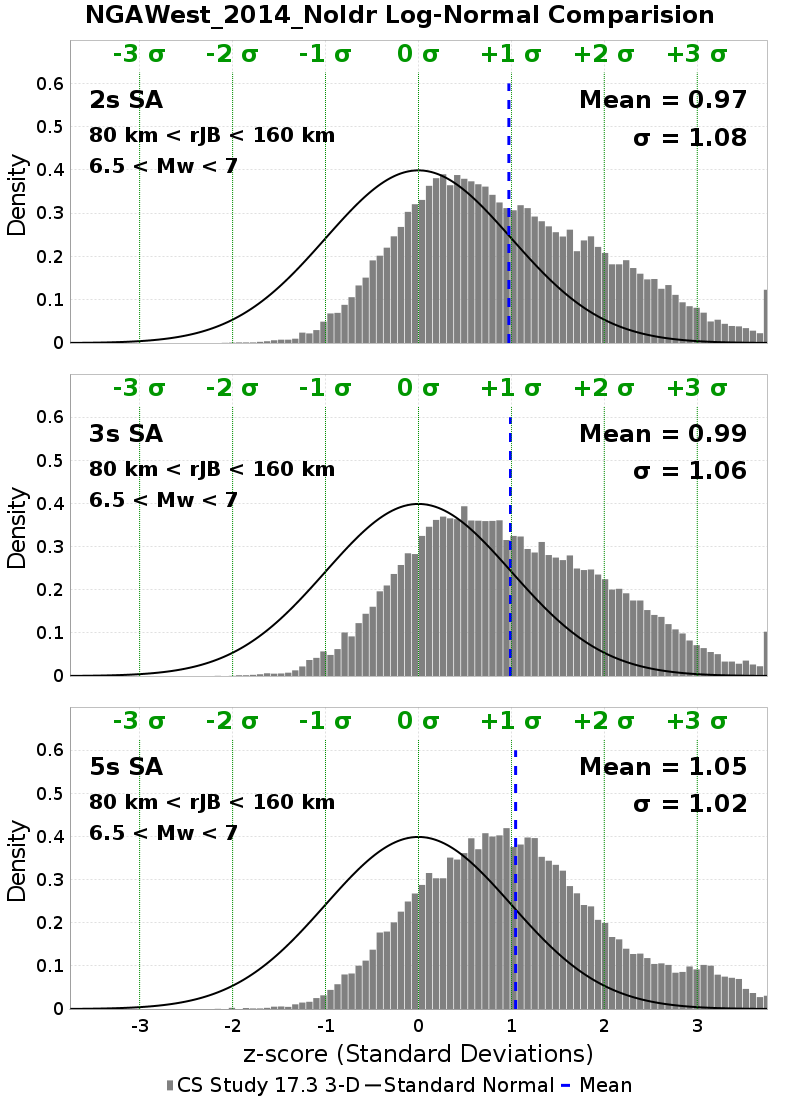 NGAWest_2014_NoIdr Log-Normal Comparision
-3 σ -2 σ -1 σ 0 σ +1 σ +2 σ +3 σ
2s SA
Mean = 0.97
80 km < rJB < 160 km
σ = 1.08
6.5 < Mw < 7
Density
0.6
0.5
0.4
0.3
0.2
0.1
0
-3 σ -2 σ -1 σ 0 σ +1 σ +2 σ +3 σ
3s SA
Mean = 0.99
80 km < rJB < 160 km
σ = 1.06
6.5 < Mw < 7
Density
0.6
0.5
0.4
0.3
0.2
0.1
0
-3 σ -2 σ -1 σ 0 σ +1 σ +2 σ +3 σ
5s SA
Mean = 1.05
80 km < rJB < 160 km
σ = 1.02
6.5 < Mw < 7
Density
0.6
0.5
0.4
0.3
0.2
0.1
0
-3 -2 -1 0 1 2 3
z-score (Standard Deviations)
CS Study 17.3 3-D Standard Normal Mean